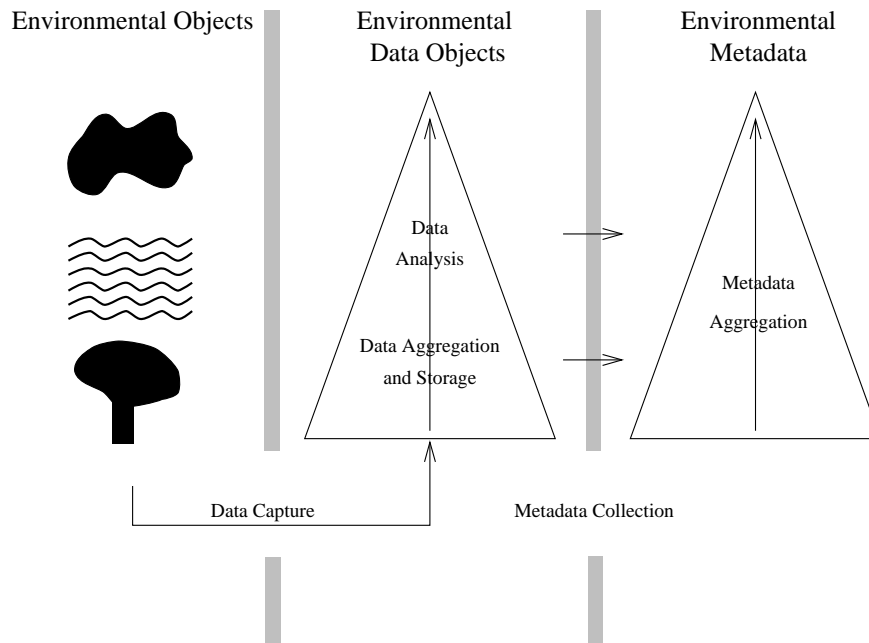 Environmental Objects
Environmental
Data Objects
Environmental
Metadata
Data
Analysis
Data Aggregation
and Storage
Metadata
Aggregation
Data Capture
Metadata Collection